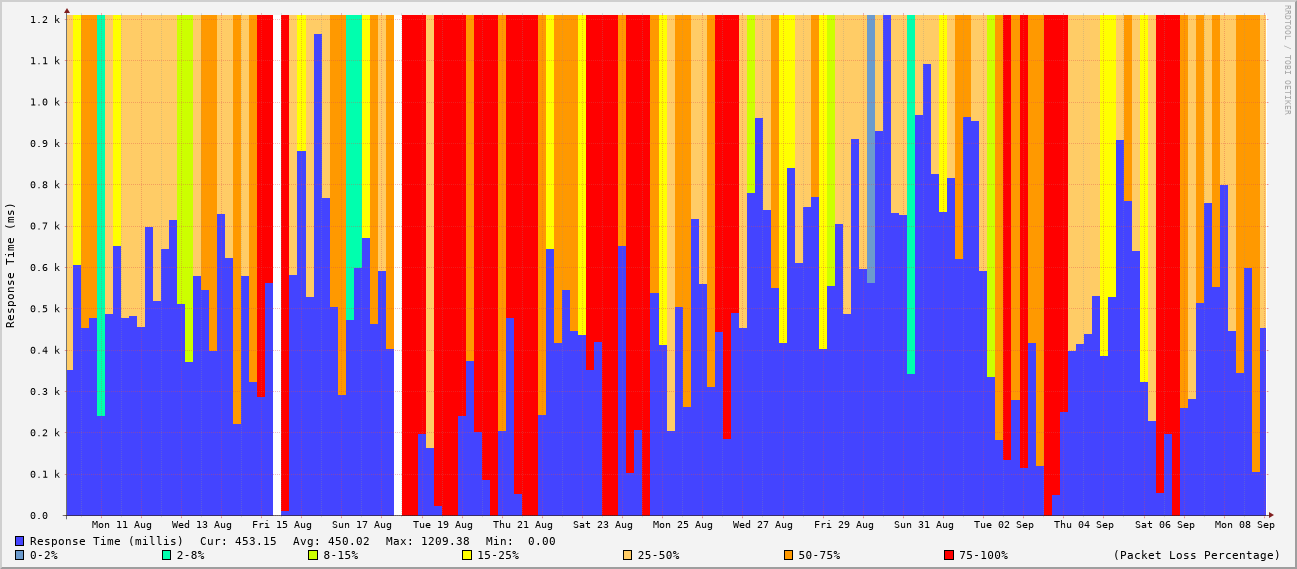 1.2 k
1.1 k
1.0 k
0.9 k
0.8 k
0.7 k
0.6 k
0.5 k
0.4 k
0.3 k
0.2 k
0.1 k
0.0
Response Time (ms)
RRDTOOL / TOBI OETIKER
Mon 11 Aug Wed 13 Aug Fri 15 Aug Sun 17 Aug Tue 19 Aug Thu 21 Aug Sat 23 Aug Mon 25 Aug Wed 27 Aug Fri 29 Aug Sun 31 Aug Tue 02 Sep Thu 04 Sep Sat 06 Sep Mon 08 Sep
Response Time (millis) Cur: 453.15 Avg: 450.02 Max: 1209.38 Min: 0.00
0-2% 2-8% 8-15% 15-25% 25-50% 50-75% 75-100% (Packet Loss Percentage)